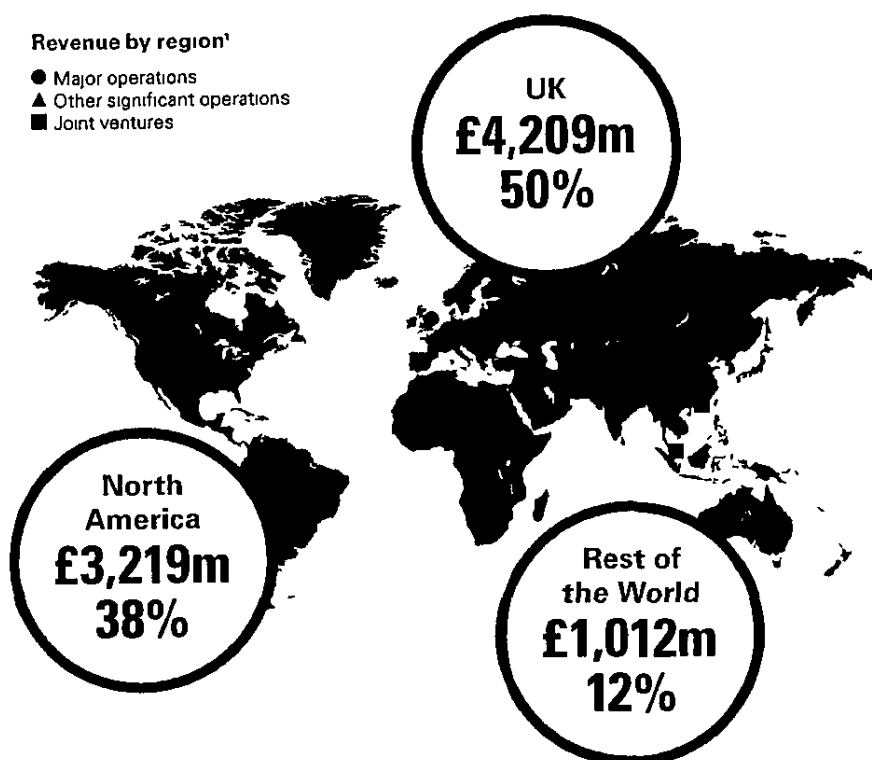 Revenue by region¹
● Major operations
▲ Other significant operations
■ Joint ventures
UK
£4,209m
50%
North
America
£3,219m
38%
Rest of
the World
£1,012m
12%